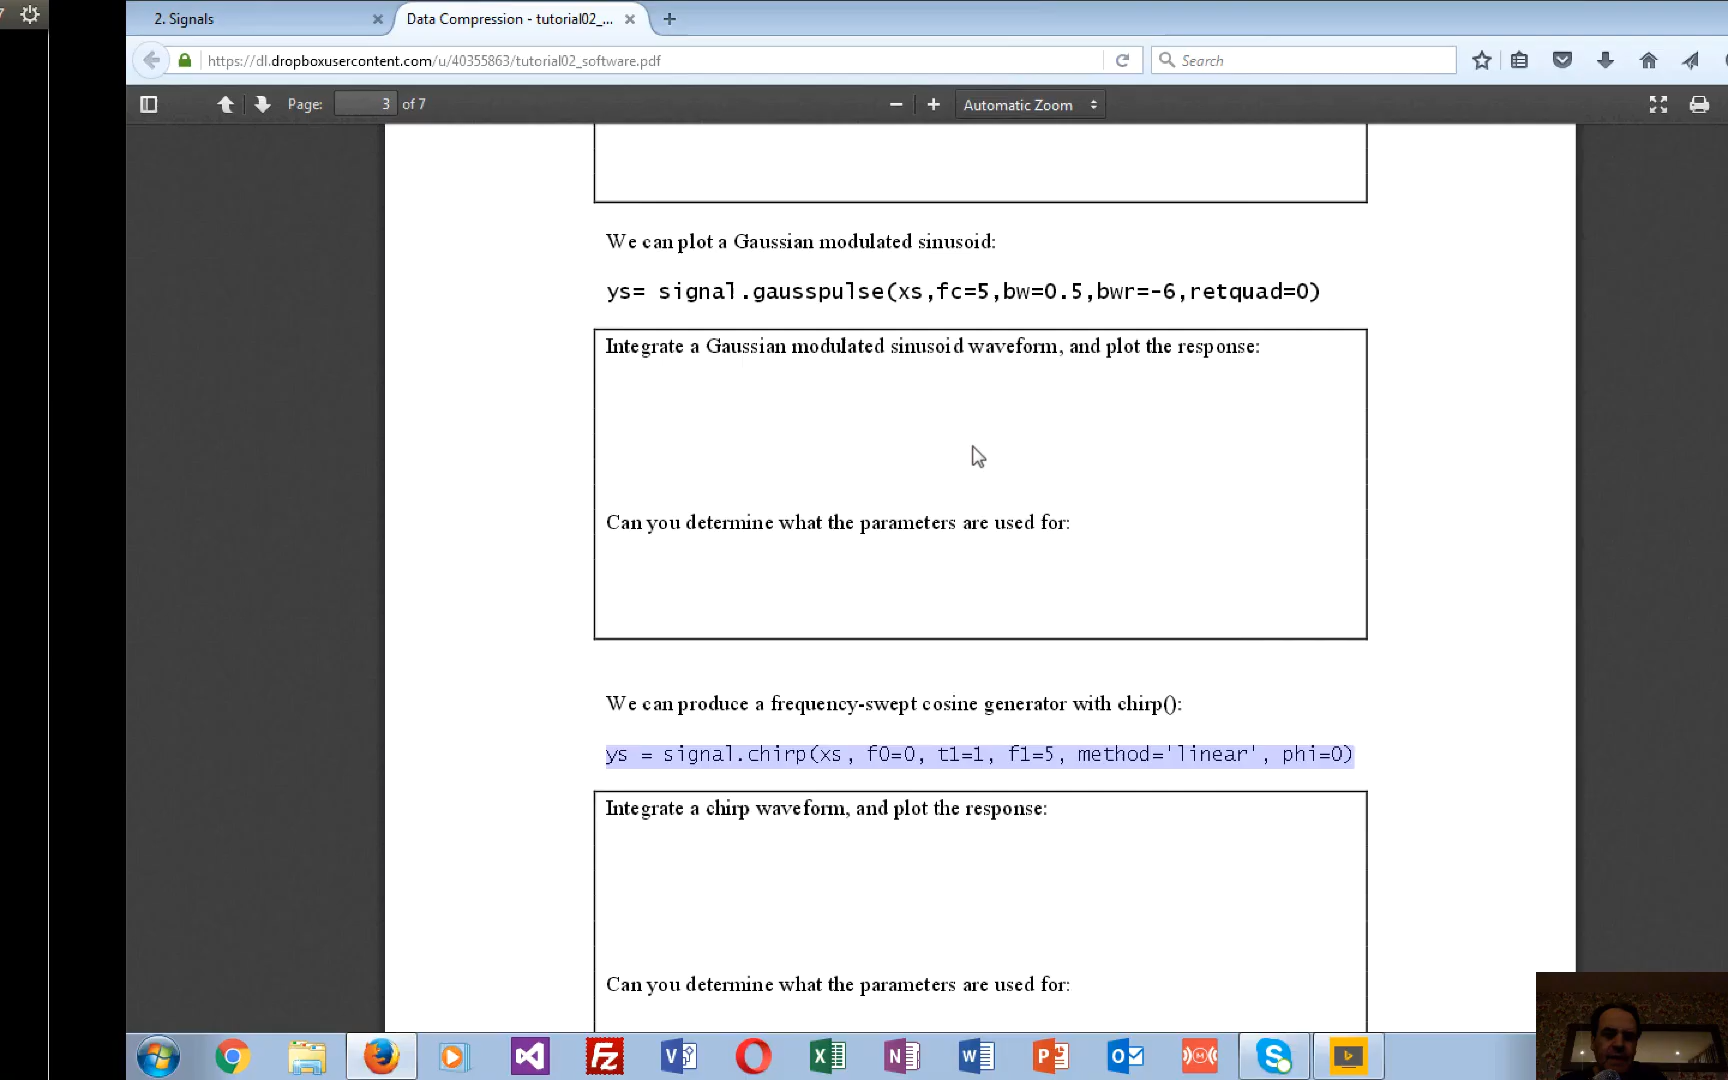 2. Signals
Data Compression - tutorial02_...
https://dl.dropboxusercontent.com/u/40355863/tutorial02_software.pdf
Search
Page: 3 of 7
Automatic Zoom
We can plot a Gaussian modulated sinusoid:
ys= signal.gausspulse(xs,fc=5,bw=0.5,bwr=-6,retquad=0)
Integrate a Gaussian modulated sinusoid waveform, and plot the response:
Can you determine what the parameters are used for:
We can produce a frequency-swept cosine generator with chirp():
ys = signal.chirp(xs, f0=0, t1=1, f1=5, method='linear', phi=0)
Integrate a chirp waveform, and plot the response:
Can you determine what the parameters are used for: